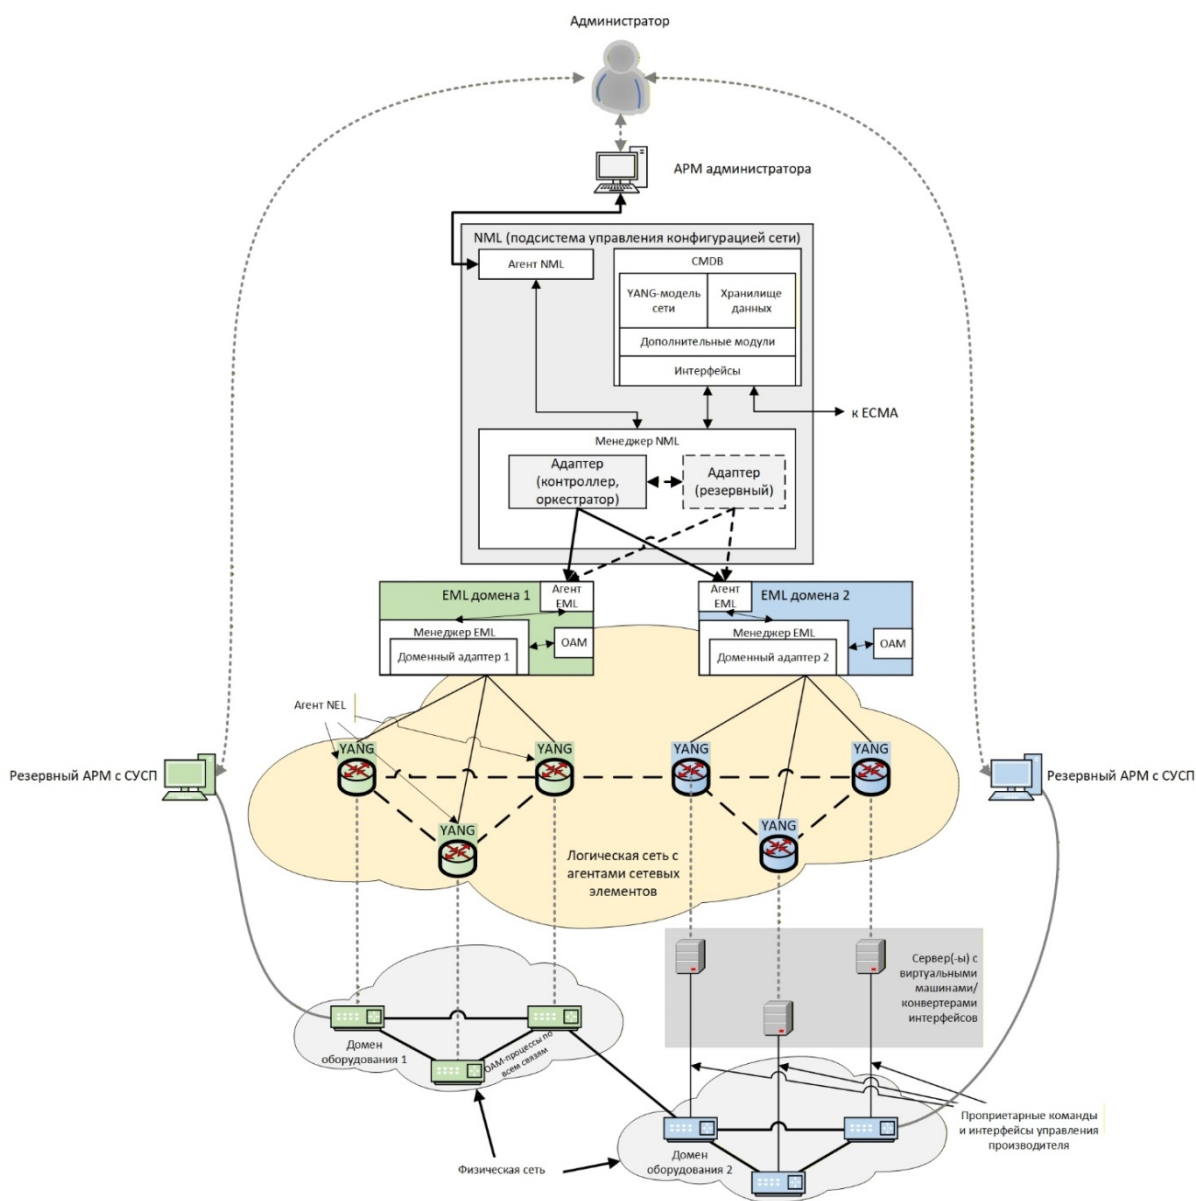 Администратор
АРМ администратора
NML (подсистема управления конфигурацией сети)
Агент NML
CMDB
YANG-модель
сети
Хранилище
данных
Дополнительные модули
Интерфейсы
к ЕСМА
Менеджер NML
Адаптер
(контроллер,
оркестратор)
Адаптер
(резервный)
EML домена 1
Агент
EML
Менеджер EML
Доменный адаптер 1
OAM
Агент
EML
EML домена 2
Менеджер EML
Доменный адаптер 2
OAM
Агент NEL
YANG
YANG
YANG
YANG
YANG
YANG
Резервный АРМ с СУСП
Резервный АРМ с СУСП
Логическая сеть с
агентами сетевых
элементов
Сервер(-ы) с
виртуальными
машинами/
конвертерами
интерфейсов
Домен
оборудования 1
ОАМ-процессы по
всем связям
Проприетарные команды
и интерфейсы управления
производителя
Домен
оборудования 2
Физическая сеть